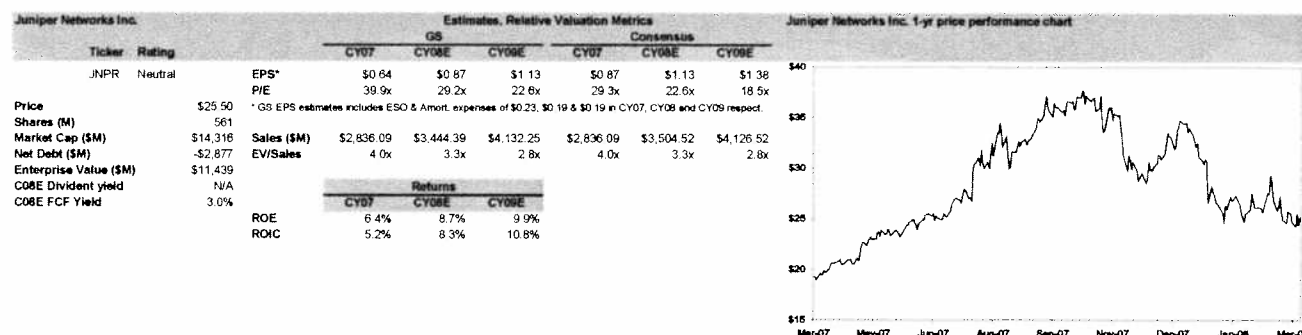 Juniper Networks Inc.
Ticker Rating
JNPR Neutral
Price $25.50
Shares (M) 561
Market Cap ($M) $14,316
Net Debt ($M) -$2,877
Enterprise Value ($M) $11,439
C08E Divident yield N/A
C08E FCF Yield 3.0%
Estimates, Relative Valuation Metrics
GS Consensus
CY07 CY08E CY09E CY07 CY08E CY09E
EPS* $0.64 $0.87 $1.13 $0.87 $1.13 $1.38
P/E 39.9x 29.2x 22.6x 29.3x 22.6x 18.5x
* GS EPS estimates includes ESO & Amort. expenses of $0.23, $0.19 & $0.19 in CY07, CY08 and CY09 respect.
Sales ($M) $2,836.09 $3,444.39 $4,132.25 $2,836.09 $3,504.52 $4,126.52
EV/Sales 4.0x 3.3x 2.8x 4.0x 3.3x 2.8x
Returns
CY07 CY08E CY09E
ROE 6.4% 8.7% 9.9%
ROIC 5.2% 8.3% 10.8%
Juniper Networks Inc. 1-yr price performance chart
$40
$35
$30
$25
$20
$15
Mar-07 May-07 Jun-07 Aug-07 Sep-07 Nov-07 Dec-07 Jan-08